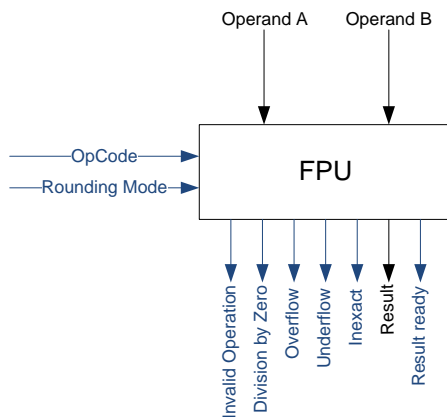 Operand A
Operand B
OpCode
Rounding Mode
FPU
Invalid Operation
Division by Zero
Overflow
Underflow
Inexact
Result
Result ready